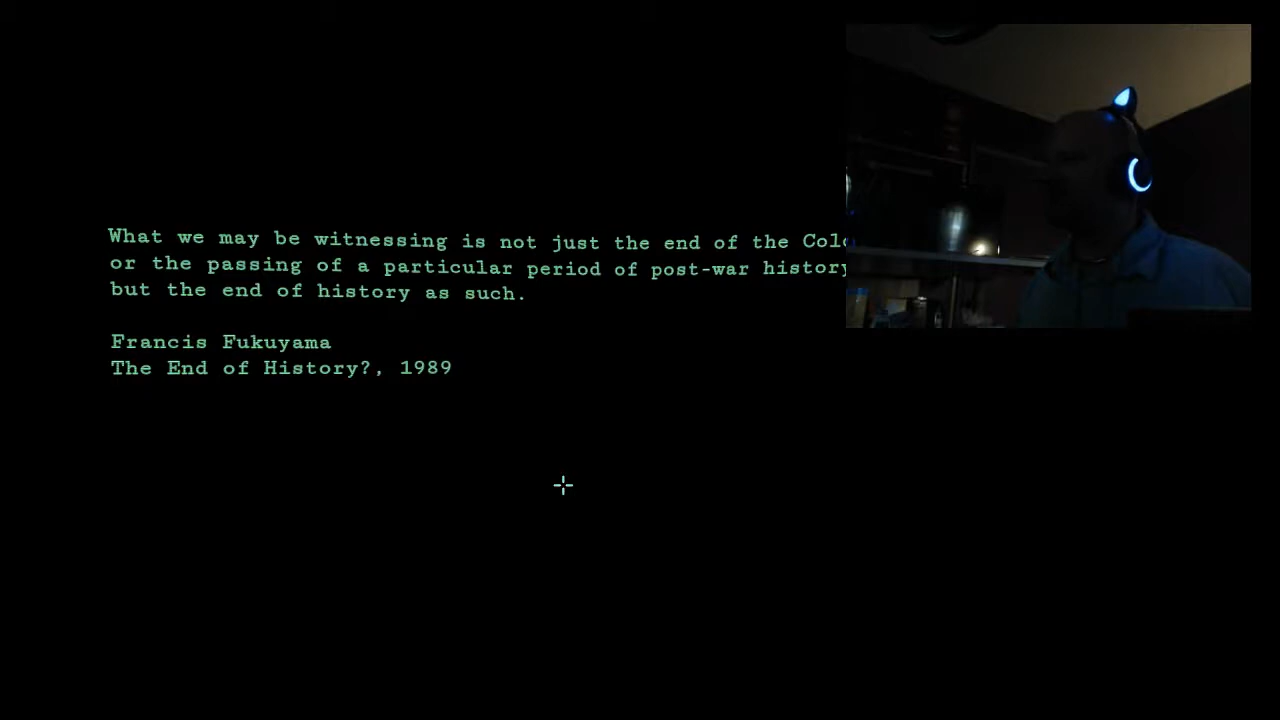 What we may be witnessing is not just the end of the
or the passing of a particular period of post-war history
but the end of history as such.
Francis Fukuyama
The End of History?, 1989